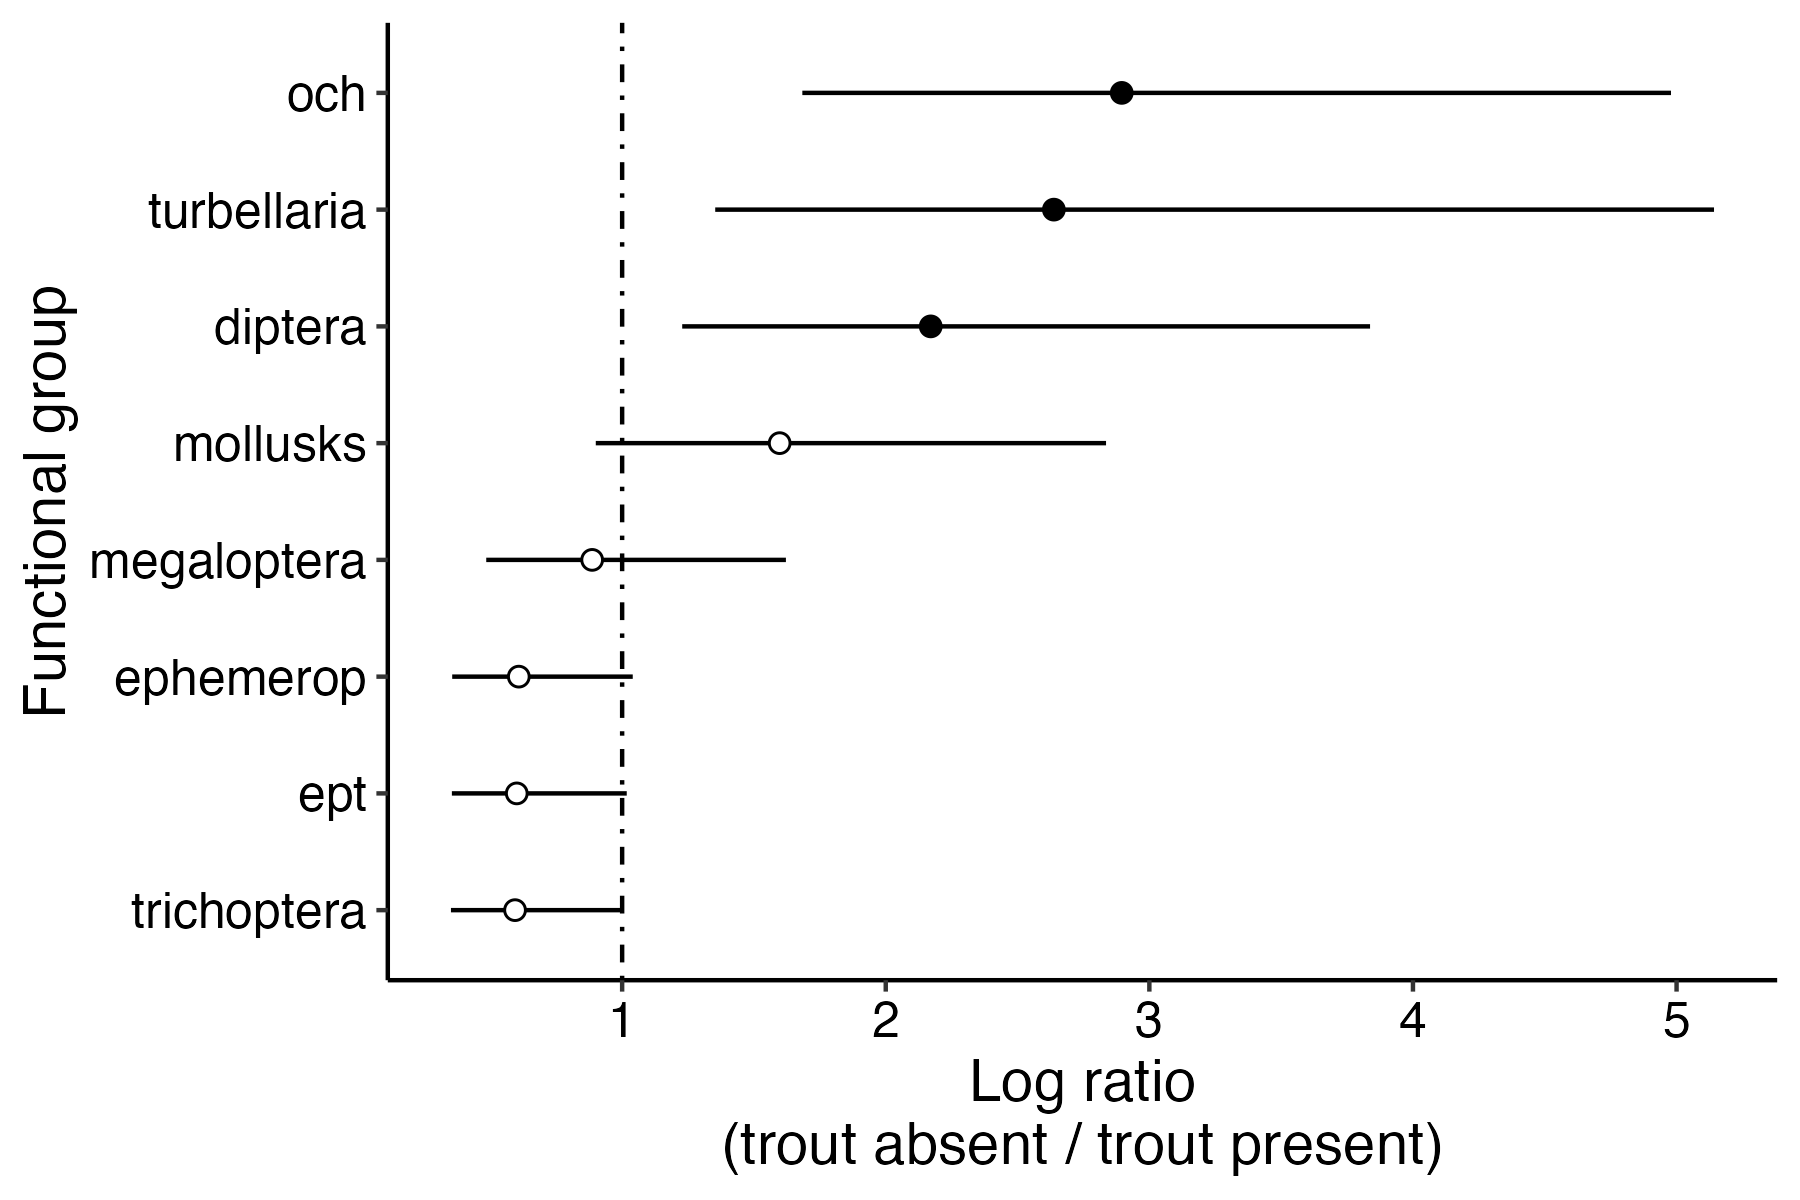 Functional group
och
turbellaria
diptera
mollusks
megaloptera
ephemerop
ept
trichoptera
1 2 3 4 5
Log ratio
(trout absent / trout present)